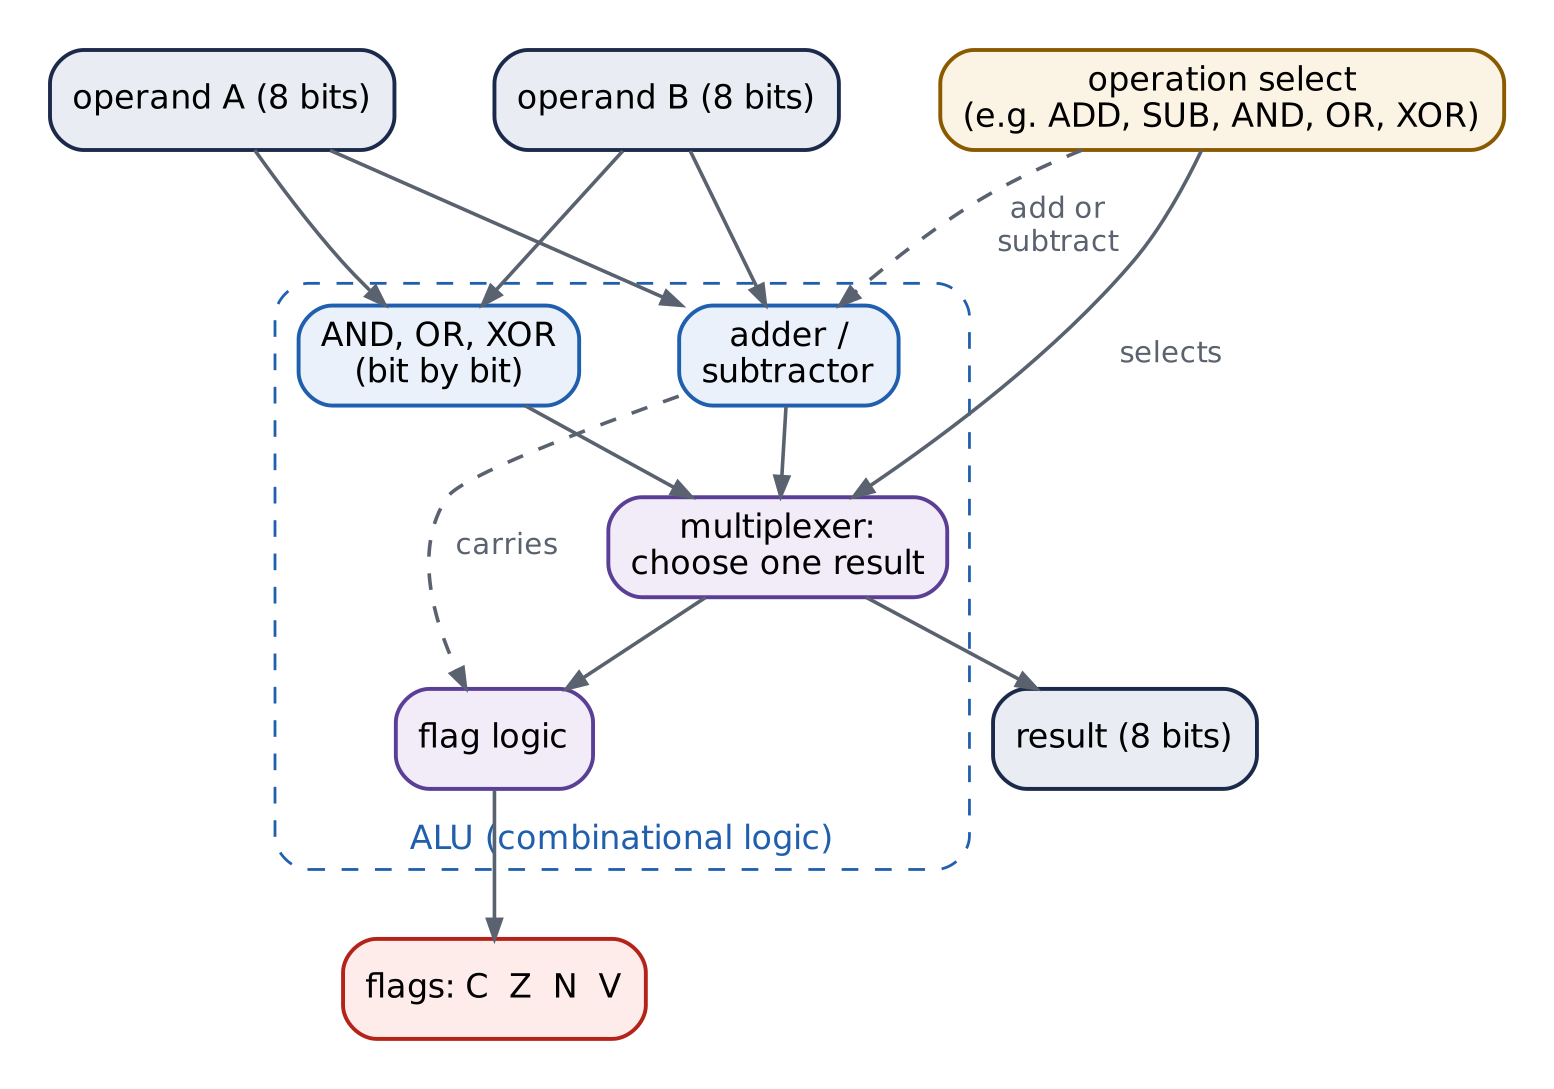 operand A (8 bits)
operand B (8 bits)
operation select
(e.g. ADD, SUB, AND, OR, XOR)
add or
subtract
AND, OR, XOR
(bit by bit)
adder /
subtractor
selects
multiplexer:
choose one result
carries
flag logic
result (8 bits)
ALU (combinational logic)
flags: C  Z  N  V